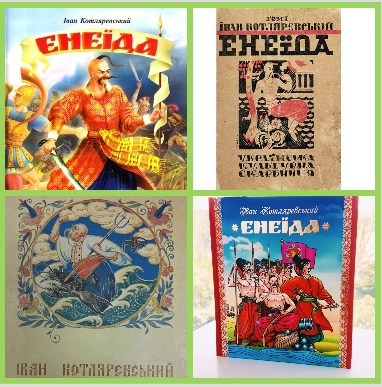 Іван Котляревський
ЕНЕЇДА
ІВАН КОТЛЯРЕВСЬКИЙ
ЕНЕЇДА
УКРАЇНСЬКА
КУЛЬТУРНА
СКАРБНИЦЯ
ІВАН КОТЛЯРЕВСЬКИЙ
Іван Котляревський
ЕНЕЇДА